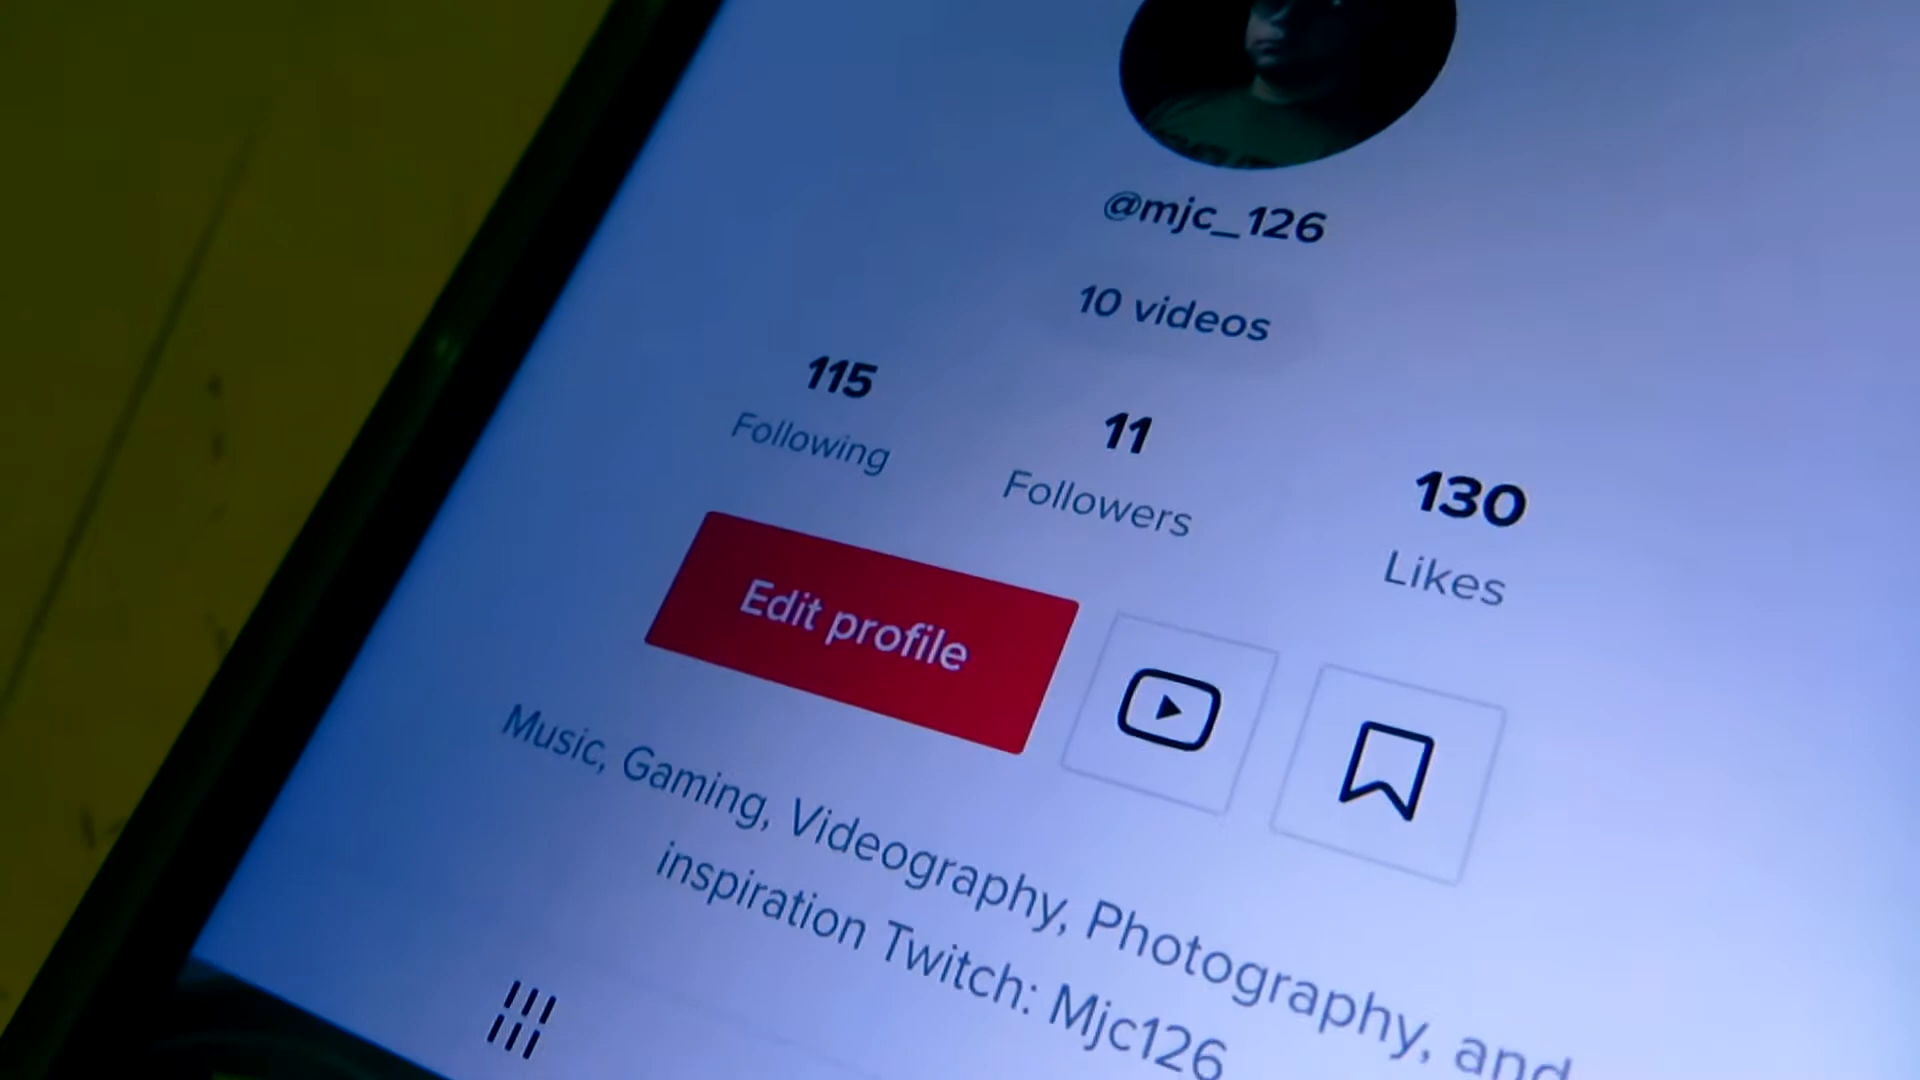 @mjc_126
10 videos
115
11
130
Following
Followers
Likes
Edit profile
Music, Gaming, Videography, Photography, and
inspiration Twitch: Mjc126